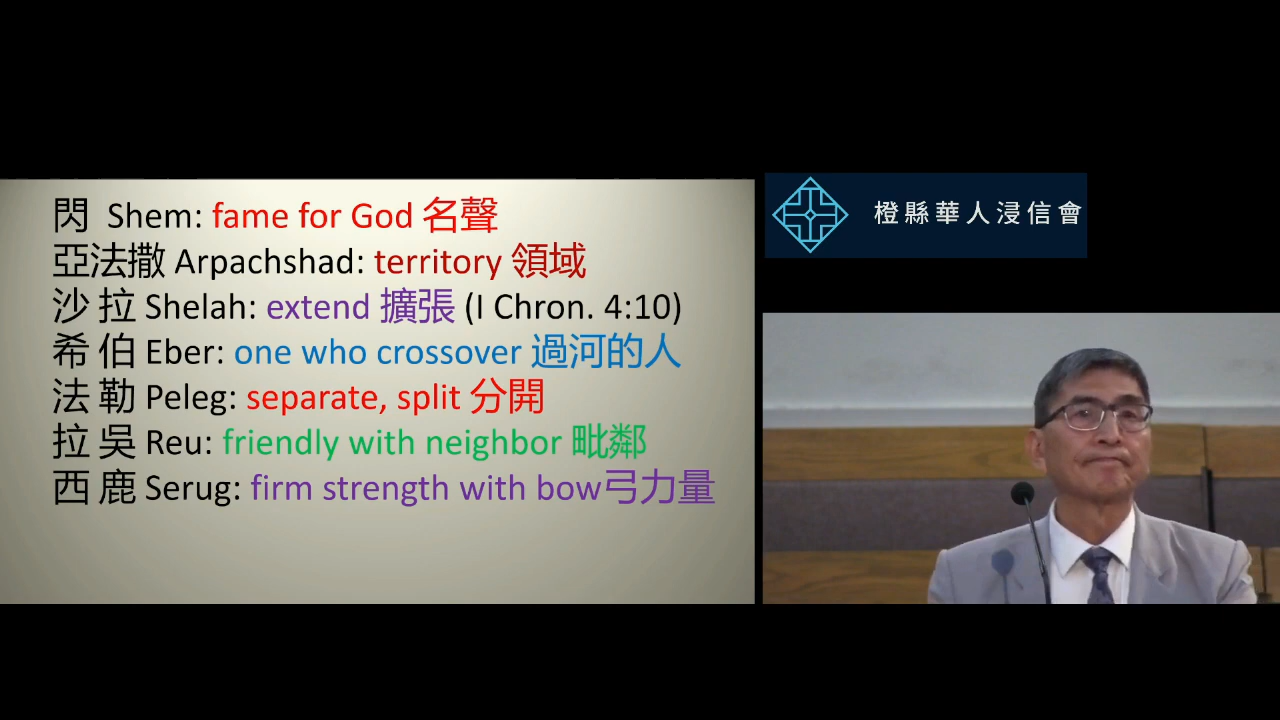 閃 Shem: fame for God 名聲
亞法撒 Arpachshad: territory 領域
沙 拉 Shelah: extend 擴張 (I Chron. 4:10)
希 伯 Eber: one who crossover 過河的人
法 勒 Peleg: separate, split 分開
拉 吳 Reu: friendly with neighbor 毗鄰
西 鹿 Serug: firm strength with bow弓力量
橙縣華人浸信會